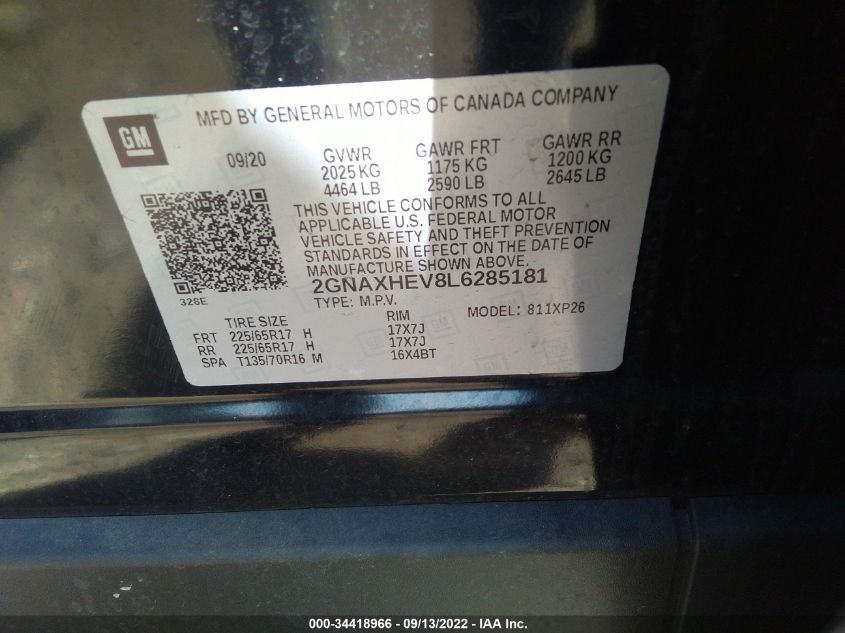 MFD BY GENERAL MOTORS OF CANADA COMPANY
GM
09/20 GVWR GAWR FRT GAWR RR
2025 KG 1175 KG 1200 KG
4464 LB 2590 LB 2645 LB
THIS VEHICLE CONFORMS TO ALL
APPLICABLE U.S. FEDERAL MOTOR
VEHICLE SAFETY AND THEFT PREVENTION
STANDARDS IN EFFECT ON THE DATE OF
MANUFACTURE SHOWN ABOVE.
2GNAXHEV8L6285181
328E
TYPE: M.P.V. MODEL: 811XP26
TIRE SIZE RIM
FRT 225/65R17 H 17X7J
RR 225/65R17 H 17X7J
SPA T135/70R16 M 16X4BT
000-34418966 - 09/13/2022 - IAA Inc.